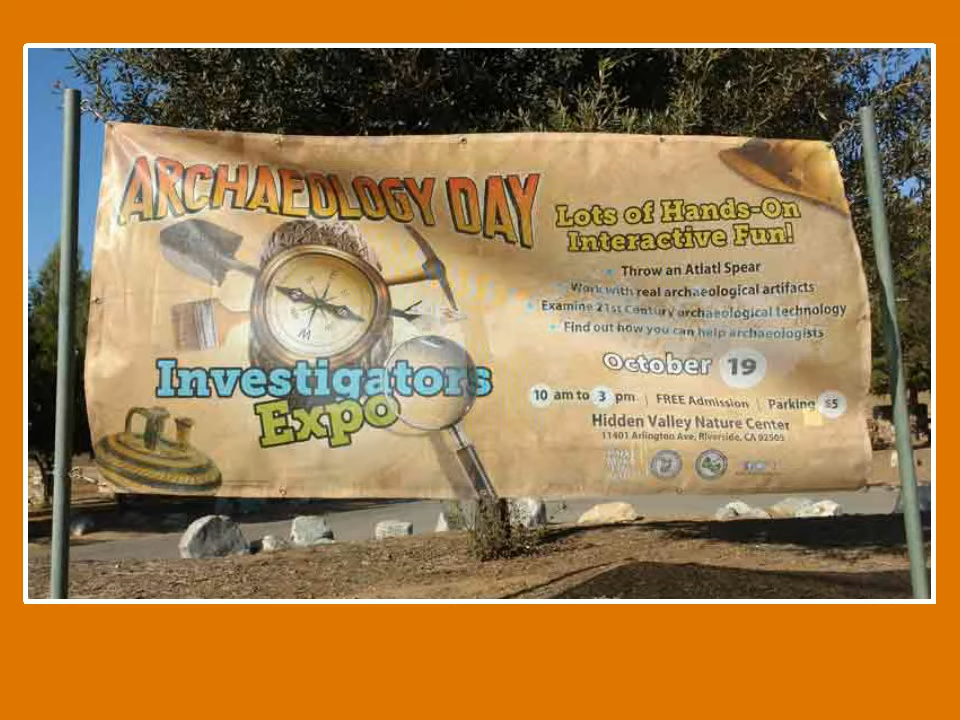 ARCHAEOLOGY DAY
Investigators
Expo
Lots of Hands-On
Interactive Fun!
Throw an Atlatl Spear
Work with real archaeological artifacts
Examine 21st Century archaeological technology
Find out how you can help archaeologists
October 19
10 am to 3 pm | FREE Admission | Parking $5
Hidden Valley Nature Center
11401 Arlington Ave, Riverside, CA 92505